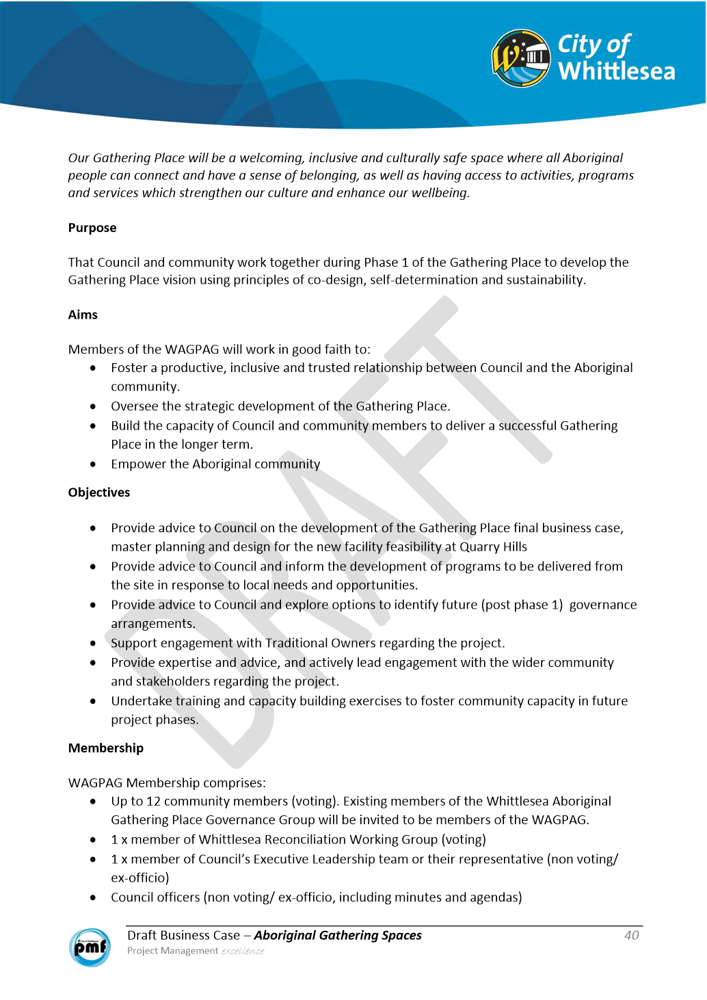 City of
Whittlesea
Our Gathering Place will be a welcoming, inclusive and culturally safe space where all Aboriginal
people can connect and have a sense of belonging, as well as having access to activities, programs
and services which strengthen our culture and enhance our wellbeing.
Purpose
That Council and community work together during Phase 1 of the Gathering Place to develop the
Gathering Place vision using principles of co-design, self-determination and sustainability.
Aims
Members of the WAGPAG will work in good faith to:
• Foster a productive, inclusive and trusted relationship between Council and the Aboriginal
community.
• Oversee the strategic development of the Gathering Place.
• Build the capacity of Council and community members to deliver a successful Gathering
Place in the longer term.
• Empower the Aboriginal community
Objectives
• Provide advice to Council on the development of the Gathering Place final business case,
master planning and design for the new facility feasibility at Quarry Hills
• Provide advice to Council and inform the development of programs to be delivered from
the site in response to local needs and opportunities.
• Provide advice to Council and explore options to identify future (post phase 1)  governance
arrangements.
• Support engagement with Traditional Owners regarding the project.
• Provide expertise and advice, and actively lead engagement with the wider community
and stakeholders regarding the project.
• Undertake training and capacity building exercises to foster community capacity in future
project phases.
Membership
WAGPAG Membership comprises:
• Up to 12 community members (voting). Existing members of the Whittlesea Aboriginal
Gathering Place Governance Group will be invited to be members of the WAGPAG.
• 1 x member of Whittlesea Reconciliation Working Group (voting)
• 1 x member of Council’s Executive Leadership team or their representative (non voting/
ex-officio)
• Council officers (non voting/ ex-officio, including minutes and agendas)
DRAFT
pmf
Draft Business Case – Aboriginal Gathering Spaces 40
Project Management excellence